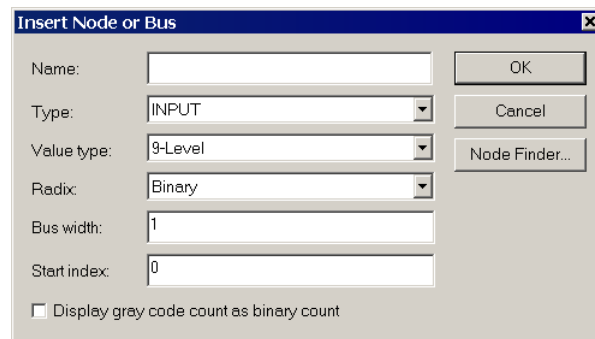 Insert Node or Bus
Name:
OK
Type:
INPUT
Cancel
Value type:
9-Level
Node Finder...
Radix:
Binary
Bus width:
1
Start index:
0
Display gray code count as binary count